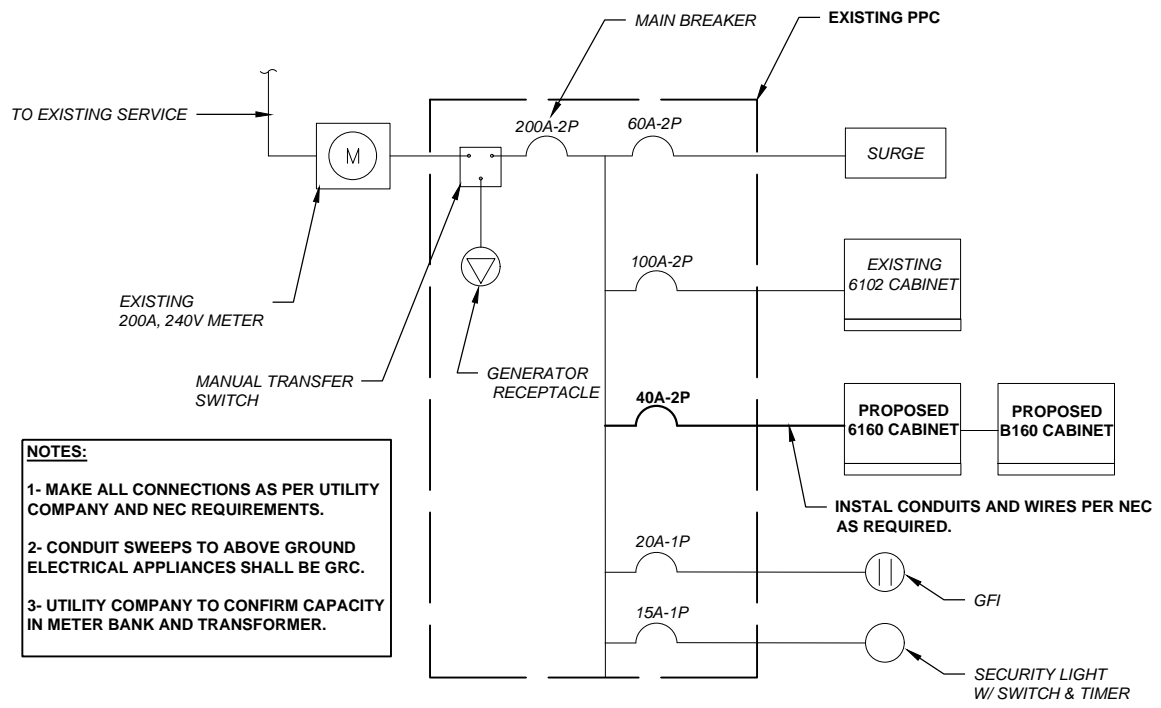 MAIN BREAKER
EXISTING PPC
TO EXISTING SERVICE
200A-2P
60A-2P
M
SURGE
100A-2P
EXISTING
6102 CABINET
EXISTING
200A, 240V METER
MANUAL TRANSFER
SWITCH
GENERATOR
RECEPTACLE
40A-2P
PROPOSED
6160 CABINET
PROPOSED
B160 CABINET
NOTES:
1- MAKE ALL CONNECTIONS AS PER UTILITY
COMPANY AND NEC REQUIREMENTS.
2- CONDUIT SWEEPS TO ABOVE GROUND
ELECTRICAL APPLIANCES SHALL BE GRC.
3- UTILITY COMPANY TO CONFIRM CAPACITY
IN METER BANK AND TRANSFORMER.
INSTAL CONDUITS AND WIRES PER NEC
AS REQUIRED.
20A-1P
GFI
15A-1P
SECURITY LIGHT
W/ SWITCH & TIMER